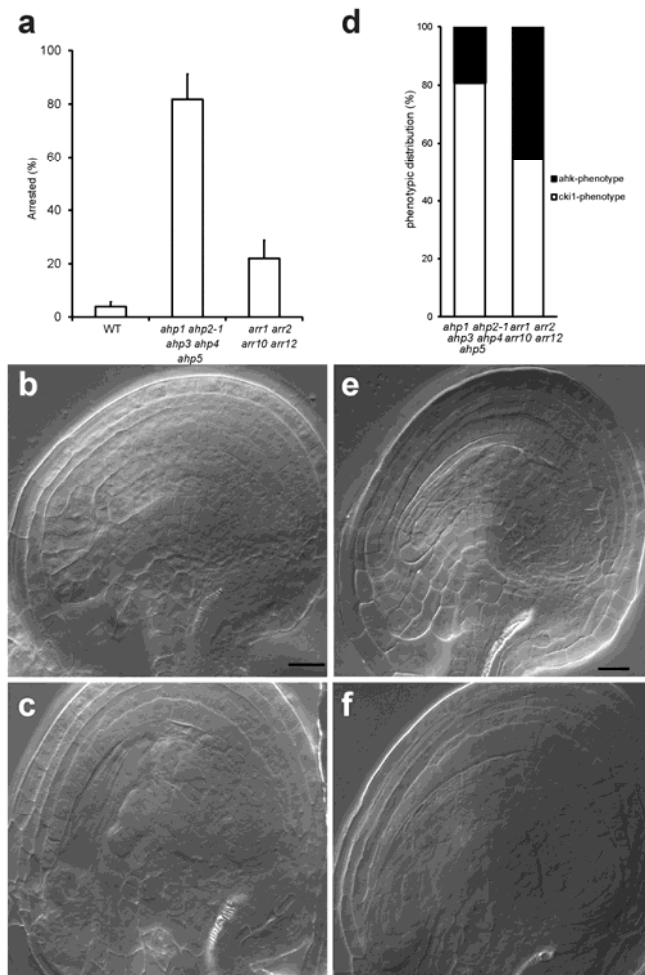 a
100
80
60
40
20
0
Arrested (%)
WT
ahp1 ahp2-1
ahp3 ahp4
ahp5
arr1 arr2
arr10 arr12
d
100
80
60
40
20
0
phenotypic distribution (%)
ahk-phenotype
cki1-phenotype
ahp1 ahp2-1
ahp3 ahp4
ahp5
arr1 arr2
arr10 arr12
b
e
c
f